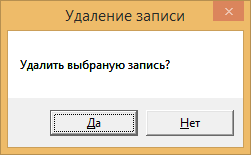 Удаление записи
Удалить выбраную запись?
Да
Нет